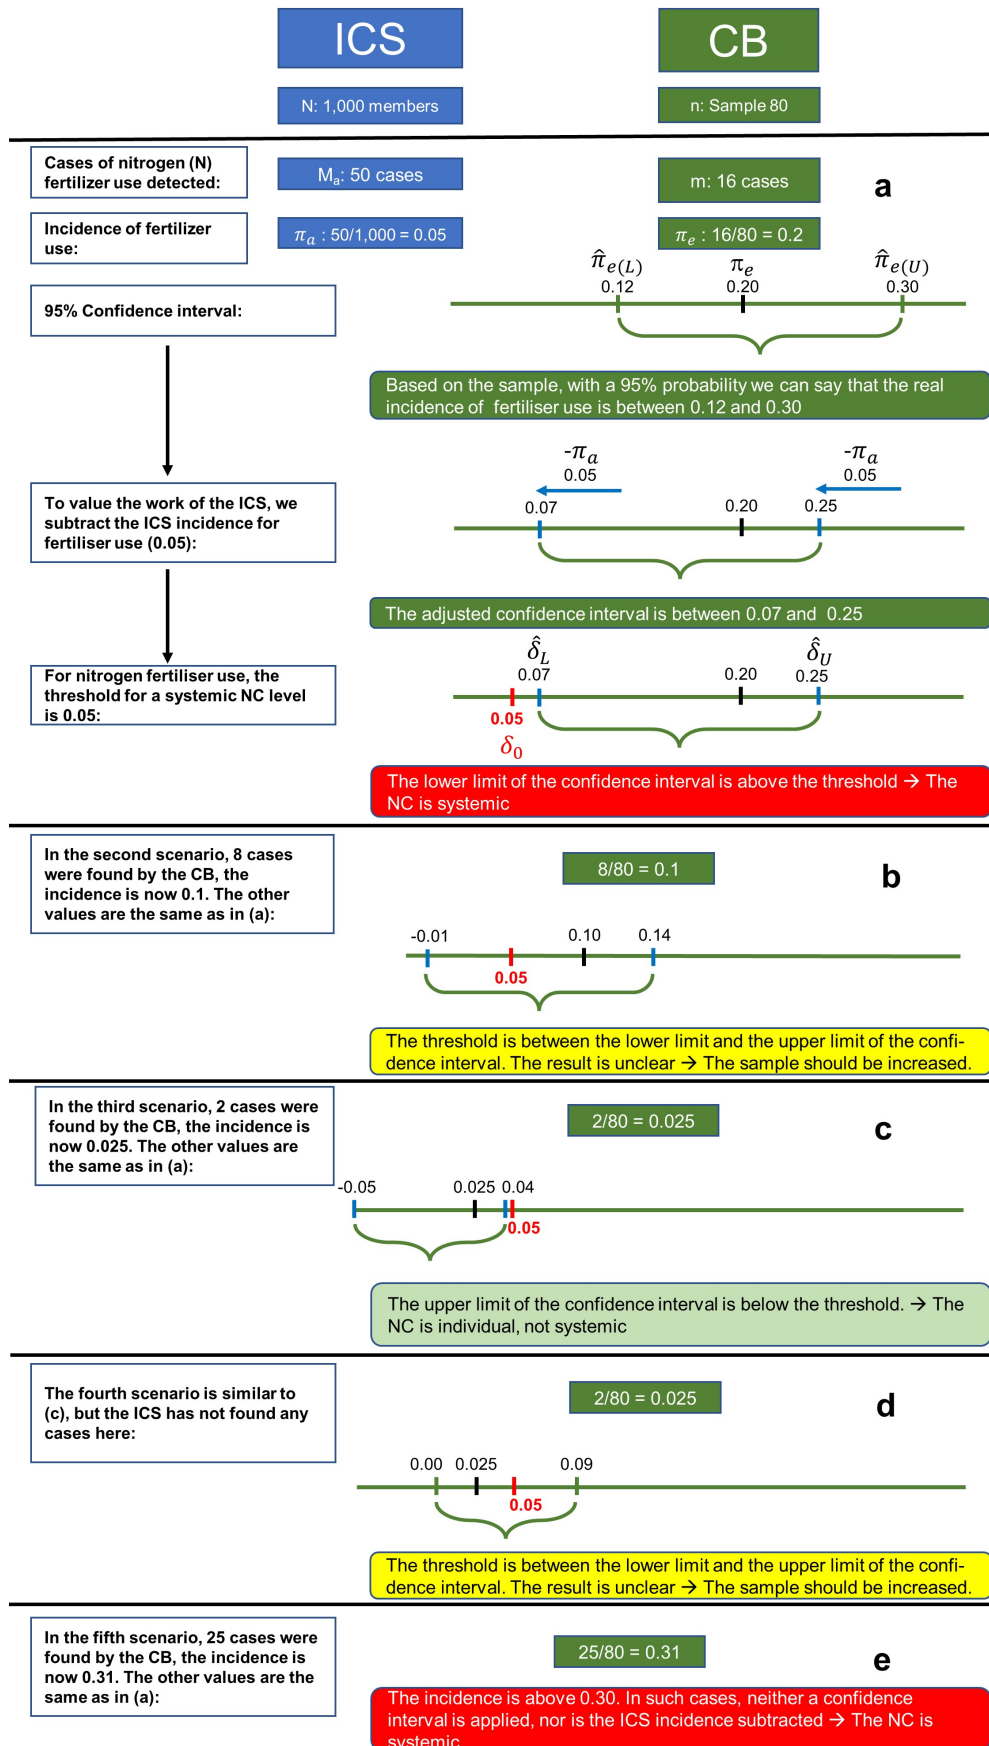 ICS
CB
N: 1,000 members
n: Sample 80
Cases of nitrogen (N)
fertilizer use detected:
Mₐ: 50 cases
m: 16 cases
a
Incidence of fertilizer
use:
πₐ : 50/1,000 = 0.05
πₑ : 16/80 = 0.2
π̂e(L)
πₑ
π̂e(U)
0.12
0.20
0.30
95% Confidence interval:
Based on the sample, with a 95% probability we can say that the real
incidence of fertiliser use is between 0.12 and 0.30
-πₐ
-πₐ
0.05
0.05
To value the work of the ICS, we
subtract the ICS incidence for
fertiliser use (0.05):
0.07
0.20
0.25
The adjusted confidence interval is between 0.07 and 0.25
For nitrogen fertiliser use, the
threshold for a systemic NC level
is 0.05:
δ̂L
δ̂U
0.07
0.20
0.25
0.05
δ₀
The lower limit of the confidence interval is above the threshold → The
NC is systemic
In the second scenario, 8 cases
were found by the CB, the
incidence is now 0.1. The other
values are the same as in (a):
8/80 = 0.1
b
-0.01
0.10
0.14
0.05
The threshold is between the lower limit and the upper limit of the confi-
dence interval. The result is unclear → The sample should be increased.
In the third scenario, 2 cases were
found by the CB, the incidence is
now 0.025. The other values are
the same as in (a):
2/80 = 0.025
c
-0.05
0.025
0.04
0.05
The upper limit of the confidence interval is below the threshold. → The
NC is individual, not systemic
The fourth scenario is similar to
(c), but the ICS has not found any
cases here:
2/80 = 0.025
d
0.00
0.025
0.09
0.05
The threshold is between the lower limit and the upper limit of the confi-
dence interval. The result is unclear → The sample should be increased.
In the fifth scenario, 25 cases were
found by the CB, the incidence is
now 0.31. The other values are the
same as in (a):
25/80 = 0.31
e
The incidence is above 0.30. In such cases, neither a confidence
interval is applied, nor is the ICS incidence subtracted → The NC is
systemic